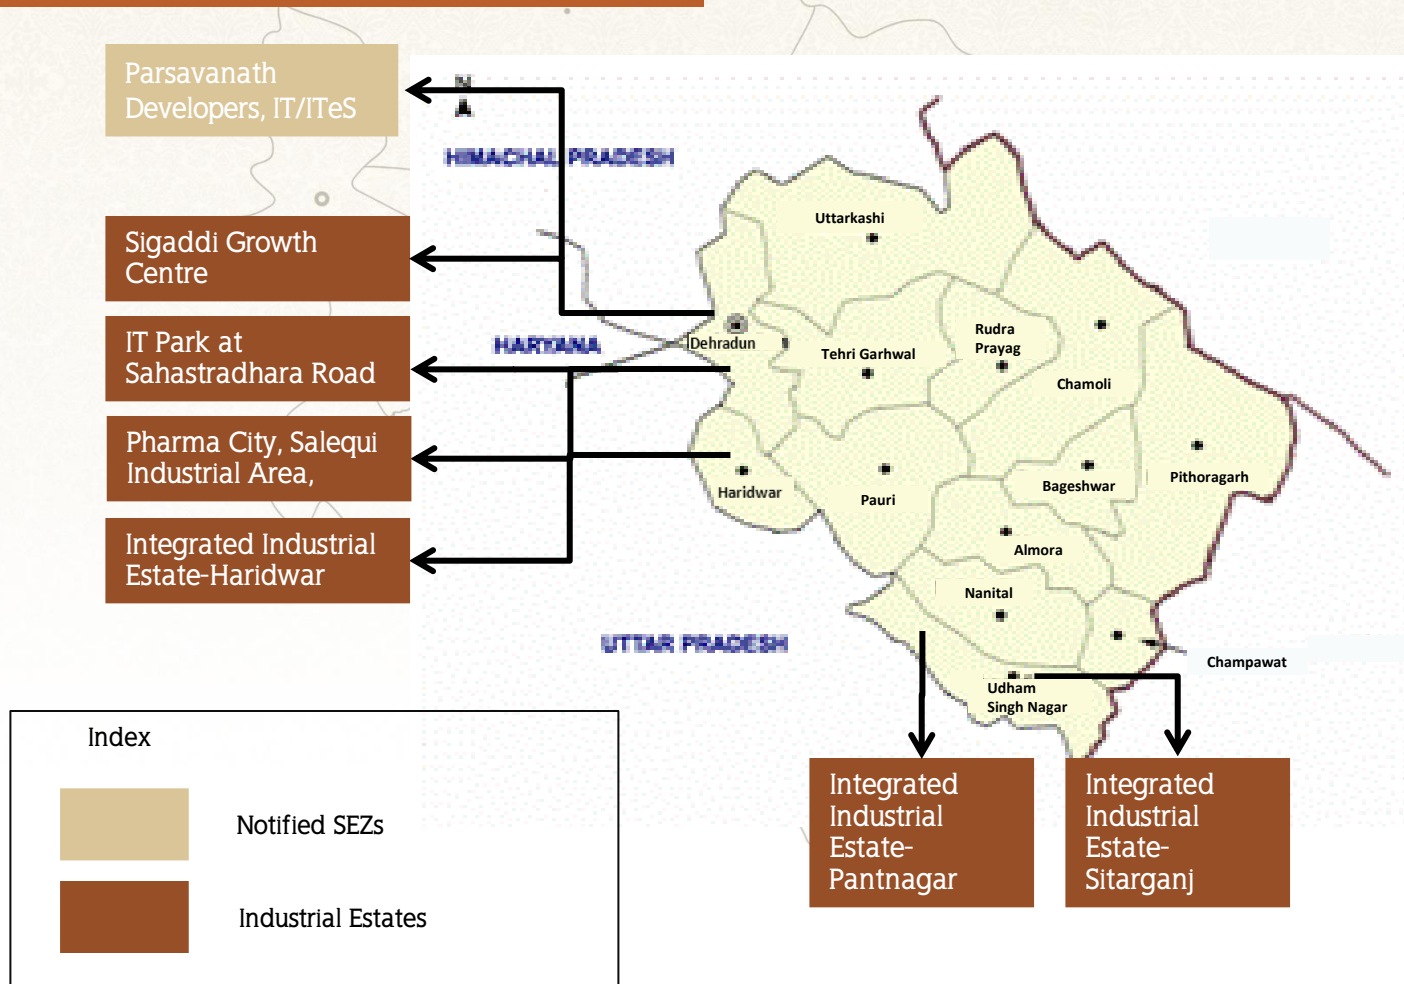 Parsavanath
Developers, IT/ITeS
N
HIMACHAL PRADESH
Uttarkashi
Sigaddi Growth
Centre
IT Park at
Sahastradhara Road
HARYANA
Dehradun
Tehri Garhwal
Rudra
Prayag
Chamoli
Pharma City, Salequi
Industrial Area,
Haridwar
Pauri
Bageshwar
Pithoragarh
Integrated Industrial
Estate-Haridwar
Almora
Nanital
UTTAR PRADESH
Champawat
Udham
Singh Nagar
Index
Notified SEZs
Industrial Estates
Integrated
Industrial
Estate-
Pantnagar
Integrated
Industrial
Estate-
Sitarganj